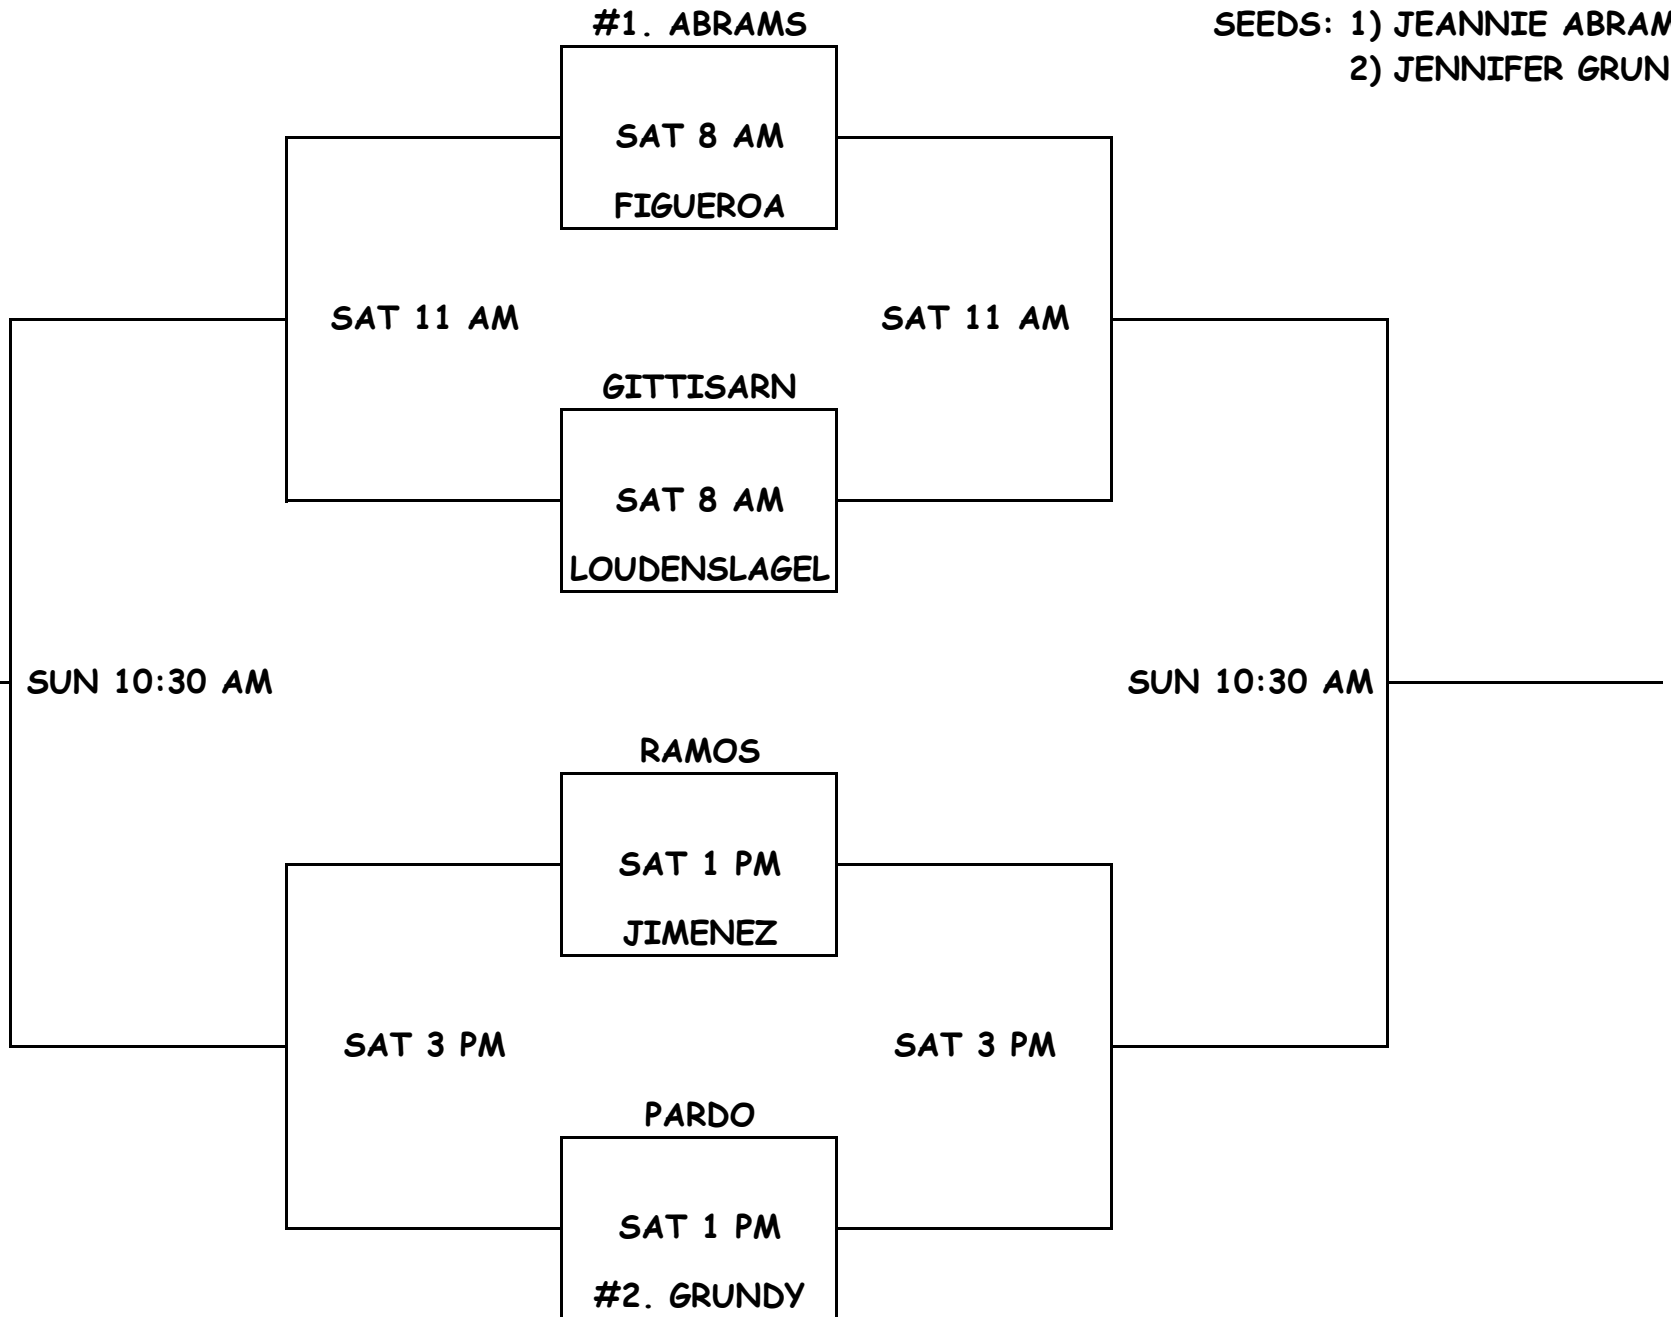 #1. ABRAMS
SEEDS: 1) JEANNIE ABRAM
2) JENNIFER GRUN
SAT 8 AM
FIGUEROA
SAT 11 AM
SAT 11 AM
GITTISARN
SAT 8 AM
LOUDENSLAGEL
SUN 10:30 AM
SUN 10:30 AM
RAMOS
SAT 1 PM
JIMENEZ
SAT 3 PM
SAT 3 PM
PARDO
SAT 1 PM
#2. GRUNDY